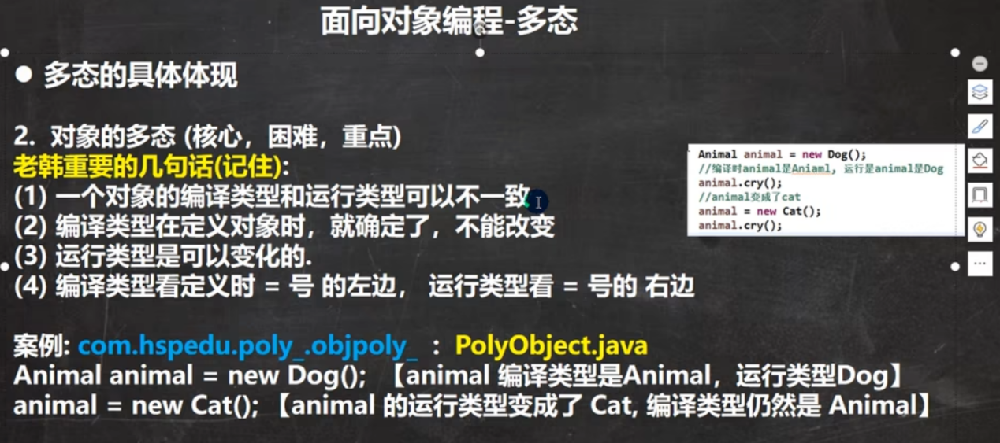 面向对象编程-多态
● 多态的具体体现
2. 对象的多态 (核心，困难，重点)
老韩重要的几句话(记住):
(1) 一个对象的编译类型和运行类型可以不一致
(2) 编译类型在定义对象时，就确定了，不能改变
(3) 运行类型是可以变化的.
(4) 编译类型看定义时 = 号 的左边， 运行类型看 = 号的 右边
Animal animal = new Dog();
//编译时animal是Aniaml, 运行是animal是Dog
animal.cry();
//animal变成了cat
animal = new Cat();
animal.cry();
案例: com.hspedu.poly_.objpoly_ : PolyObject.java
Animal animal = new Dog(); 【animal 编译类型是Animal，运行类型Dog】
animal = new Cat(); 【animal 的运行类型变成了 Cat, 编译类型仍然是 Animal】